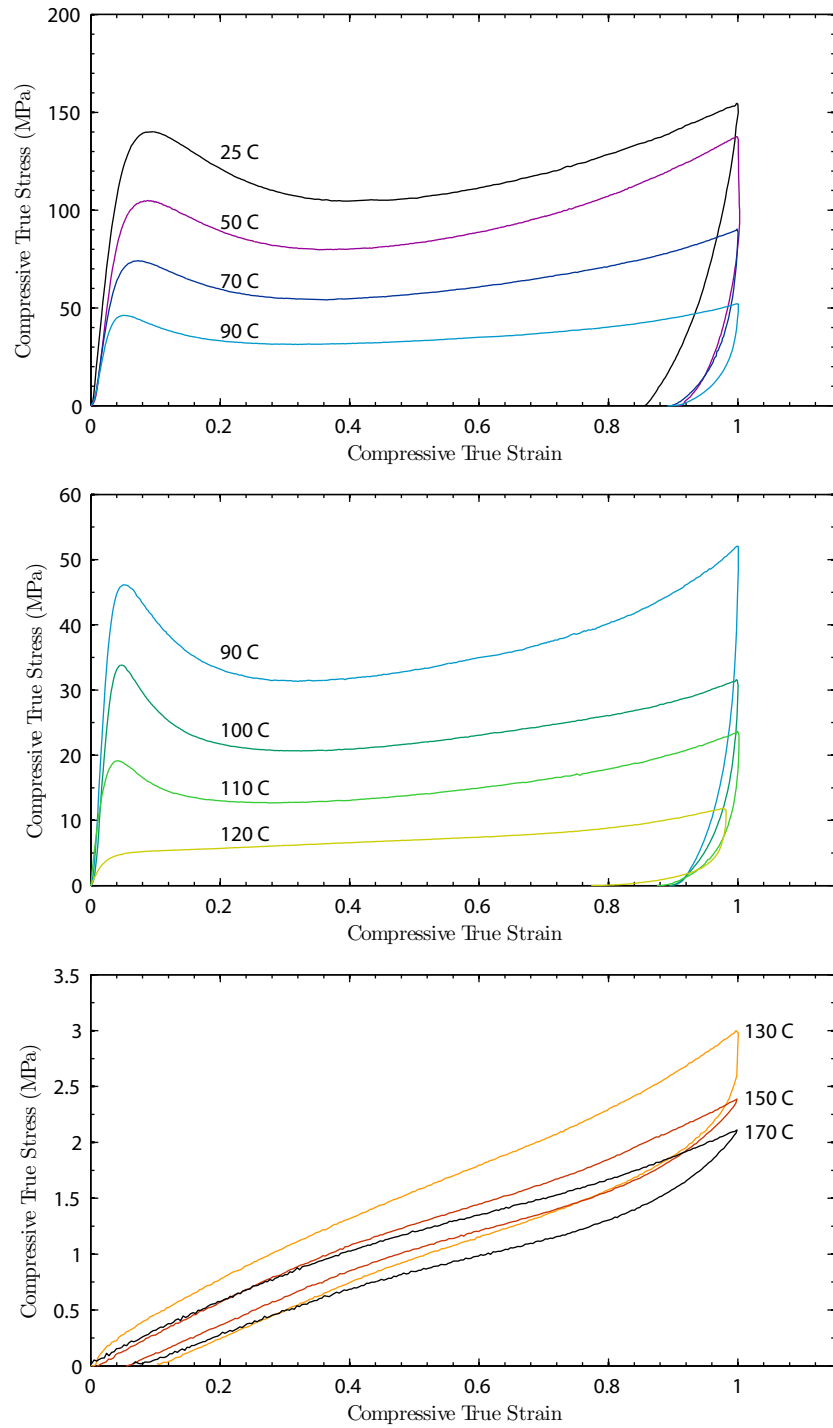 200
150
100
50
0
Compressive True Stress (MPa)
25 C
50 C
70 C
90 C
0 0.2 0.4 0.6 0.8 1
Compressive True Strain
60
50
40
30
20
10
0
Compressive True Stress (MPa)
90 C
100 C
110 C
120 C
0 0.2 0.4 0.6 0.8 1
Compressive True Strain
3.5
3
2.5
2
1.5
1
0.5
0
Compressive True Stress (MPa)
130 C
150 C
170 C
0 0.2 0.4 0.6 0.8 1
Compressive True Strain